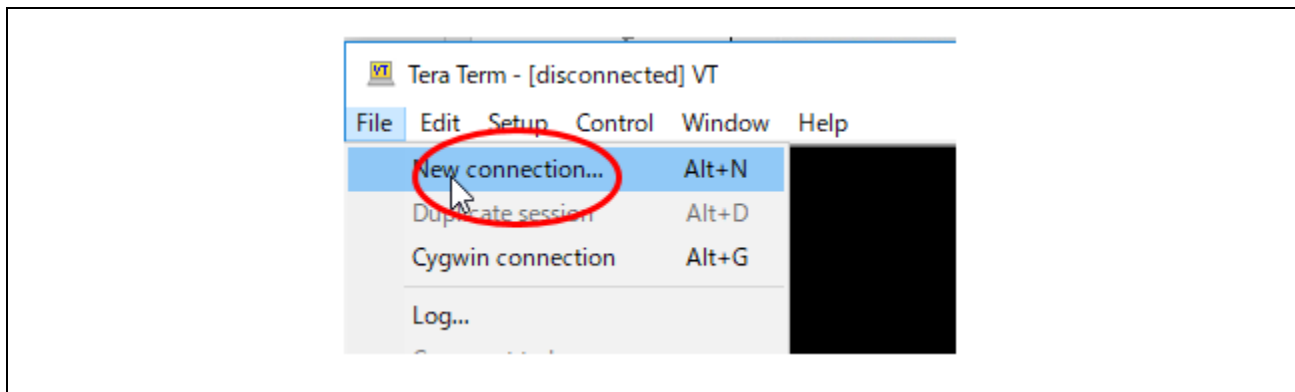 VT Tera Term - [disconnected] VT
File Edit Setup Control Window Help
New connection... Alt+N
Duplicate session Alt+D
Cygwin connection Alt+G
Log...